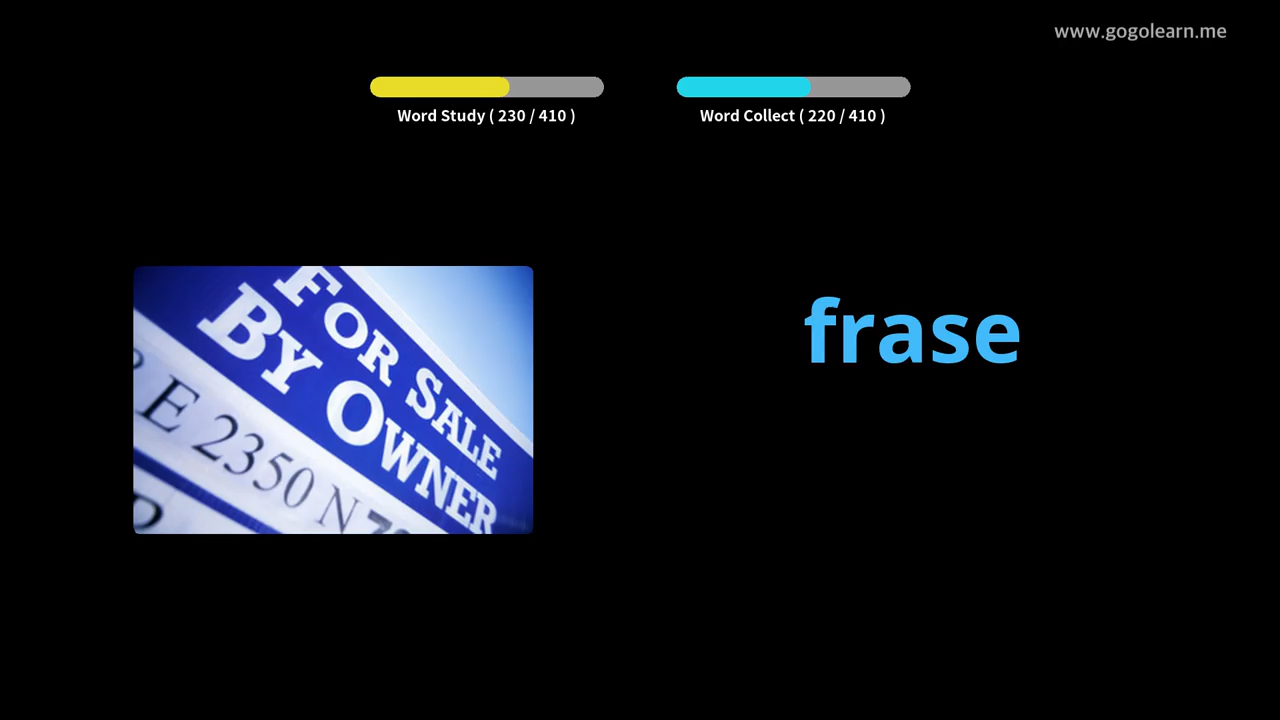 www.gogolearn.me
Word Study ( 230 / 410 )
Word Collect ( 220 / 410 )
FOR SALE
BY OWNER
E 2350 N
frase